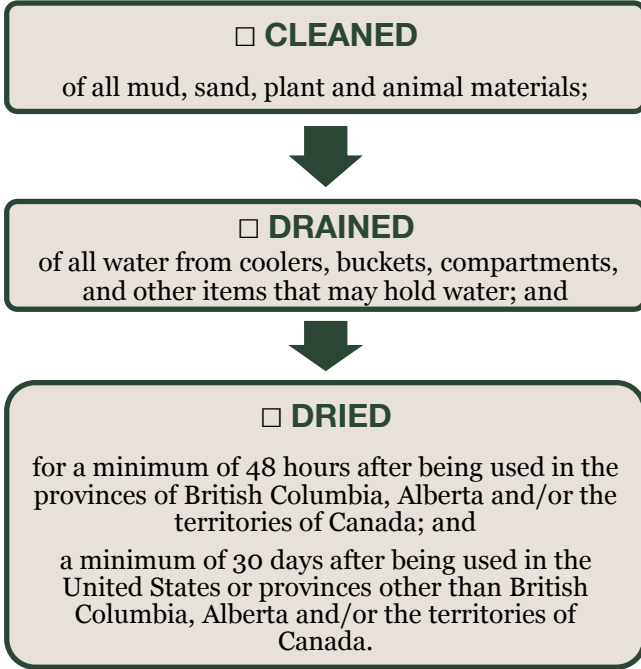 ☐ CLEANED
of all mud, sand, plant and animal materials;
☐ DRAINED
of all water from coolers, buckets, compartments,
and other items that may hold water; and
☐ DRIED
for a minimum of 48 hours after being used in the
provinces of British Columbia, Alberta and/or the
territories of Canada; and
a minimum of 30 days after being used in the
United States or provinces other than British
Columbia, Alberta and/or the territories of
Canada.